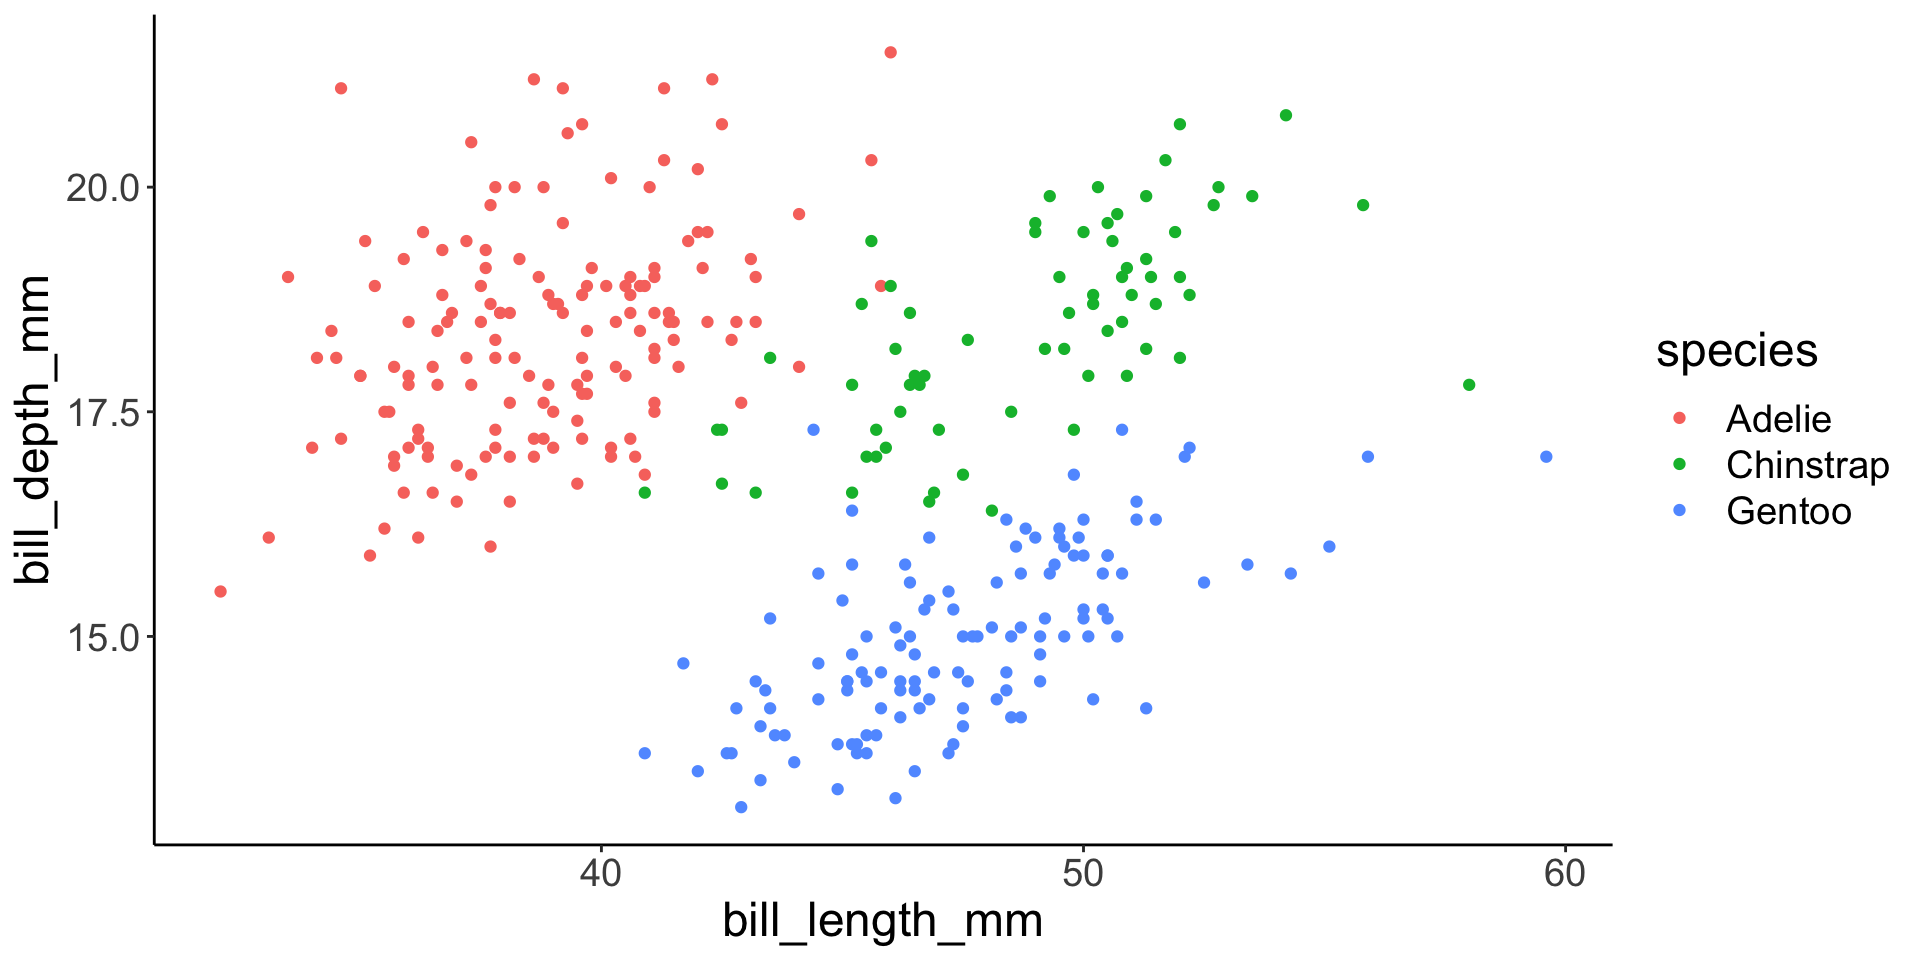 20.0
17.5
15.0
bill_depth_mm
40 50 60
bill_length_mm
species
Adelie
Chinstrap
Gentoo